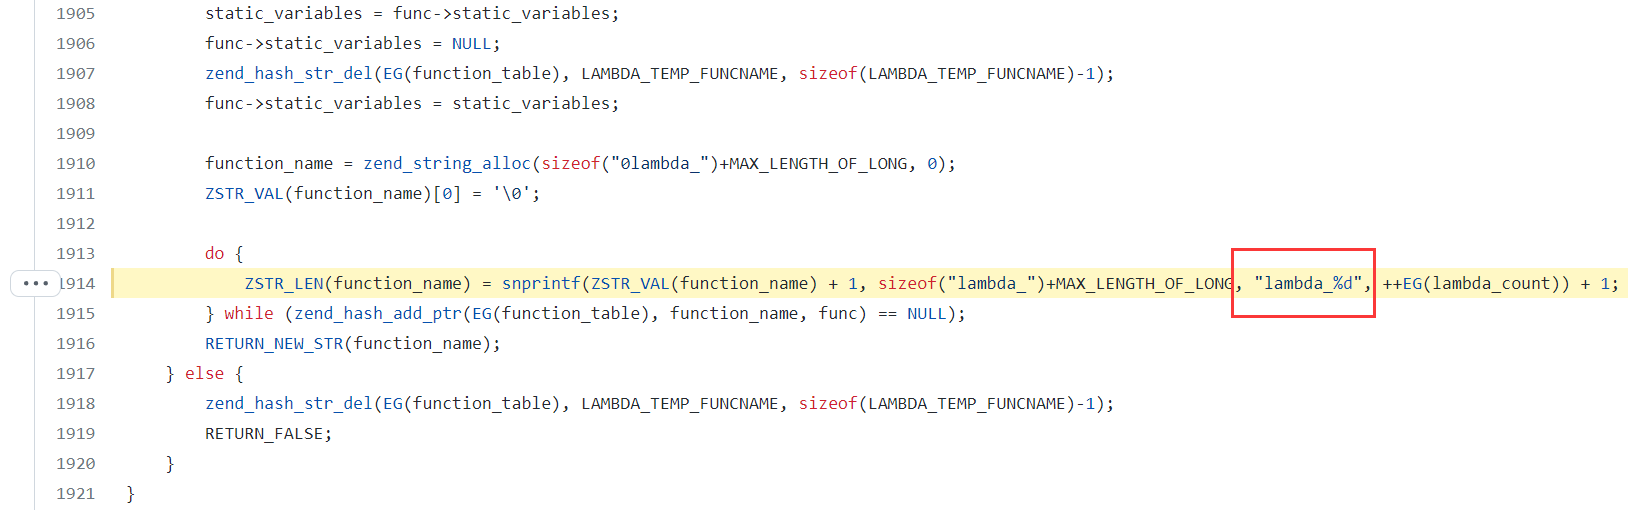 1905 static_variables = func->static_variables;
1906 func->static_variables = NULL;
1907 zend_hash_str_del(EG(function_table), LAMBDA_TEMP_FUNCNAME, sizeof(LAMBDA_TEMP_FUNCNAME)-1);
1908 func->static_variables = static_variables;
1909
1910 function_name = zend_string_alloc(sizeof("0lambda_")+MAX_LENGTH_OF_LONG, 0);
1911 ZSTR_VAL(function_name)[0] = '\0';
1912
1913 do {
1914 ZSTR_LEN(function_name) = snprintf(ZSTR_VAL(function_name) + 1, sizeof("lambda_")+MAX_LENGTH_OF_LONG, "lambda_%d", ++EG(lambda_count)) + 1;
1915 } while (zend_hash_add_ptr(EG(function_table), function_name, func) == NULL);
1916 RETURN_NEW_STR(function_name);
1917 } else {
1918 zend_hash_str_del(EG(function_table), LAMBDA_TEMP_FUNCNAME, sizeof(LAMBDA_TEMP_FUNCNAME)-1);
1919 RETURN_FALSE;
1920 }
1921 }